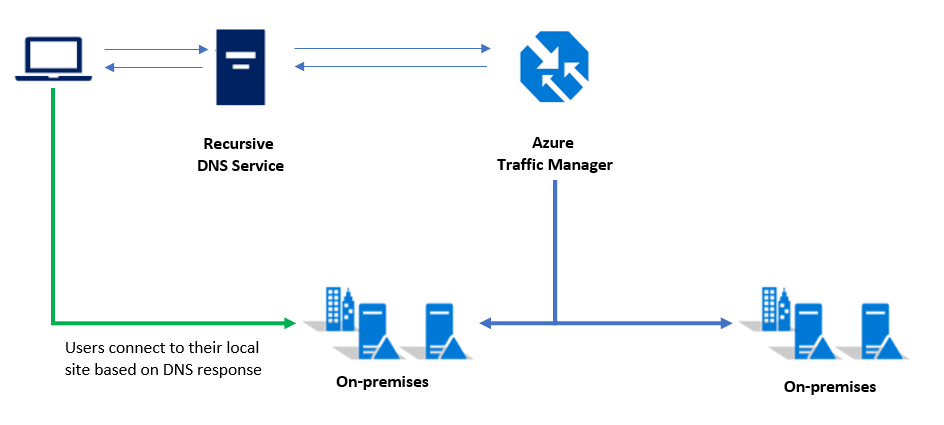 Recursive
DNS Service
Azure
Traffic Manager
Users connect to their local
site based on DNS response
On-premises
On-premises